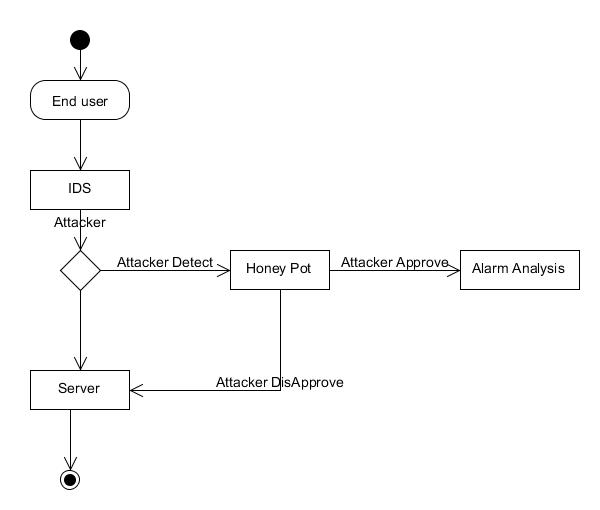 End user
IDS
Attacker
Attacker Detect
Honey Pot
Attacker Approve
Alarm Analysis
Attacker DisApprove
Server